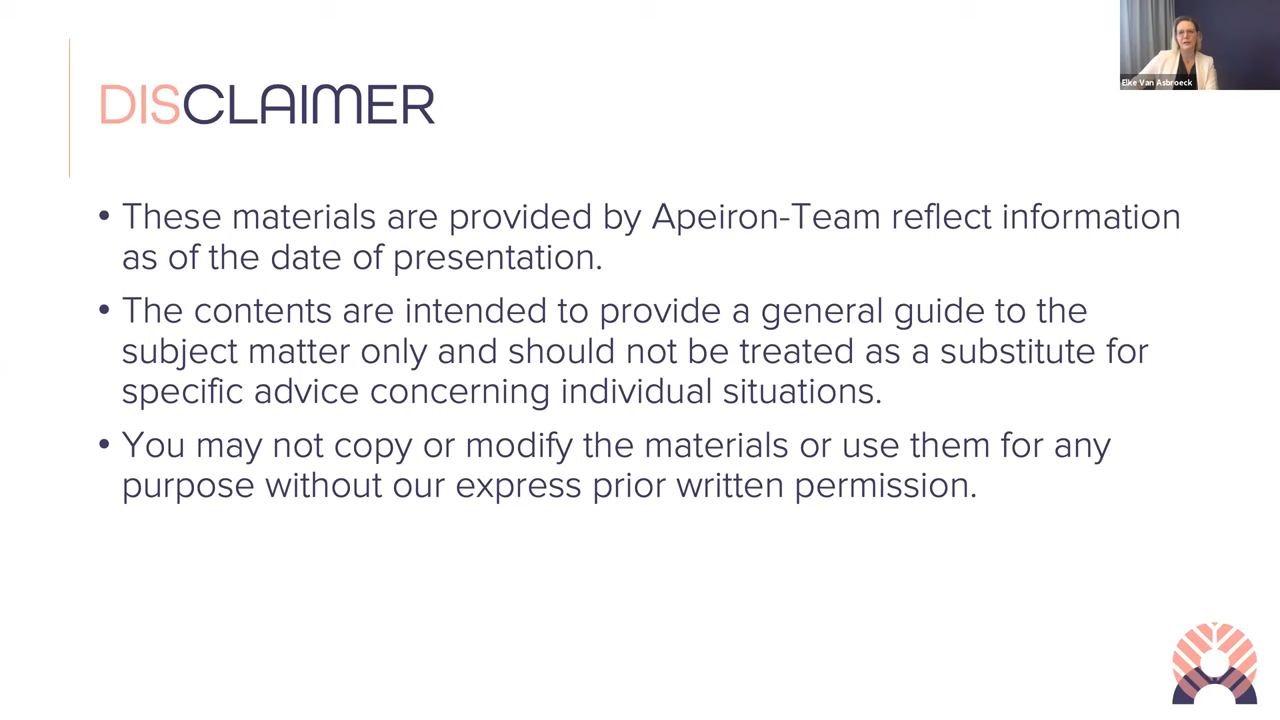 Elke Van Asbroeck
DISCLAIMER
• These materials are provided by Apeiron-Team reflect information
as of the date of presentation.
• The contents are intended to provide a general guide to the
subject matter only and should not be treated as a substitute for
specific advice concerning individual situations.
• You may not copy or modify the materials or use them for any
purpose without our express prior written permission.